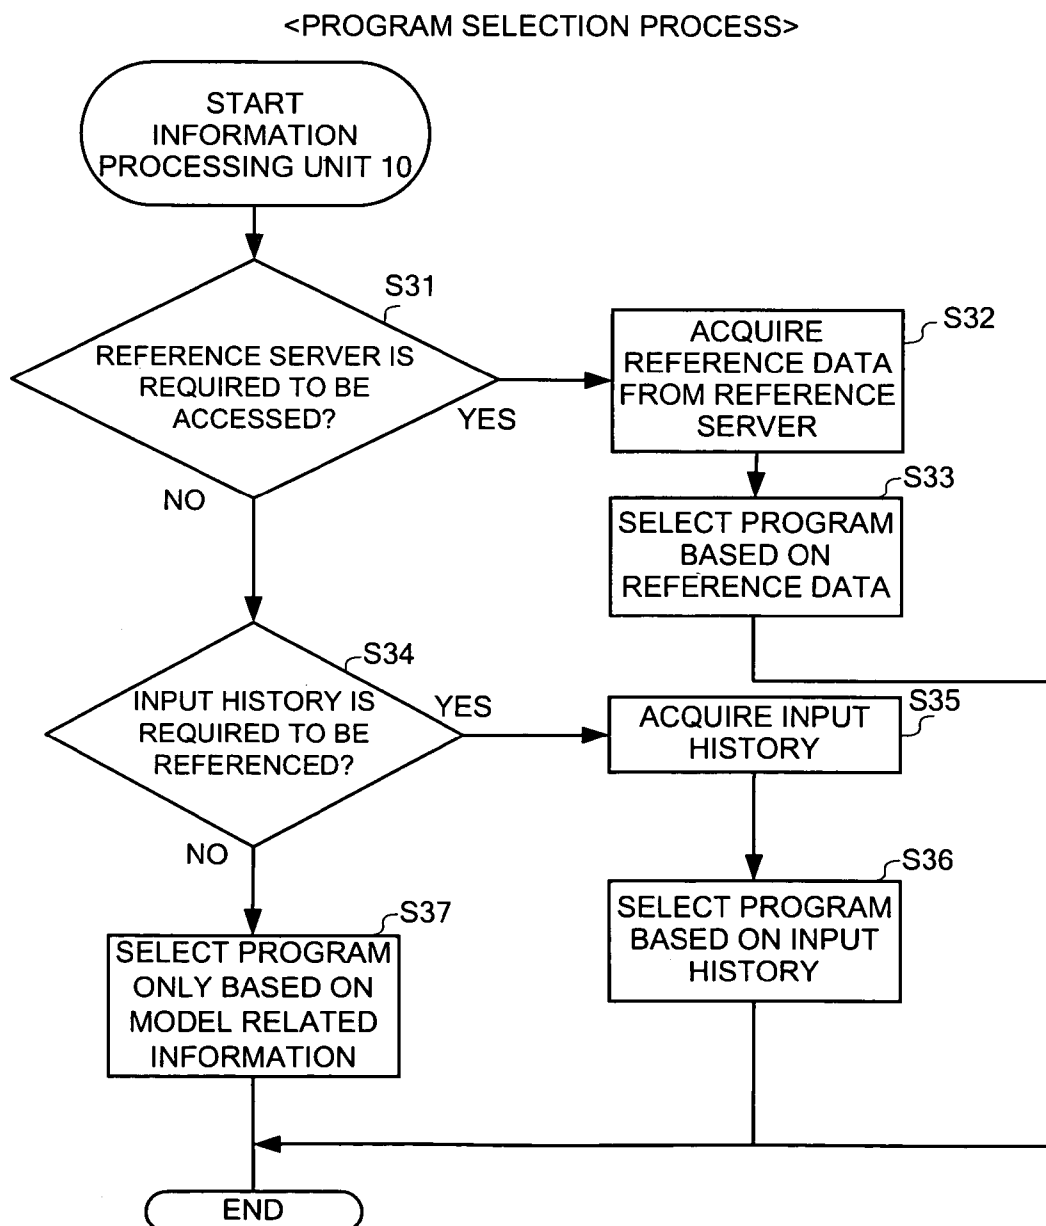 <PROGRAM SELECTION PROCESS>
START
INFORMATION
PROCESSING UNIT 10
S31
REFERENCE SERVER IS
REQUIRED TO BE
ACCESSED?
YES
NO
S32
ACQUIRE
REFERENCE DATA
FROM REFERENCE
SERVER
S33
SELECT PROGRAM
BASED ON
REFERENCE DATA
S34
INPUT HISTORY IS
REQUIRED TO BE
REFERENCED?
YES
NO
S35
ACQUIRE INPUT
HISTORY
S36
SELECT PROGRAM
BASED ON INPUT
HISTORY
S37
SELECT PROGRAM
ONLY BASED ON
MODEL RELATED
INFORMATION
END